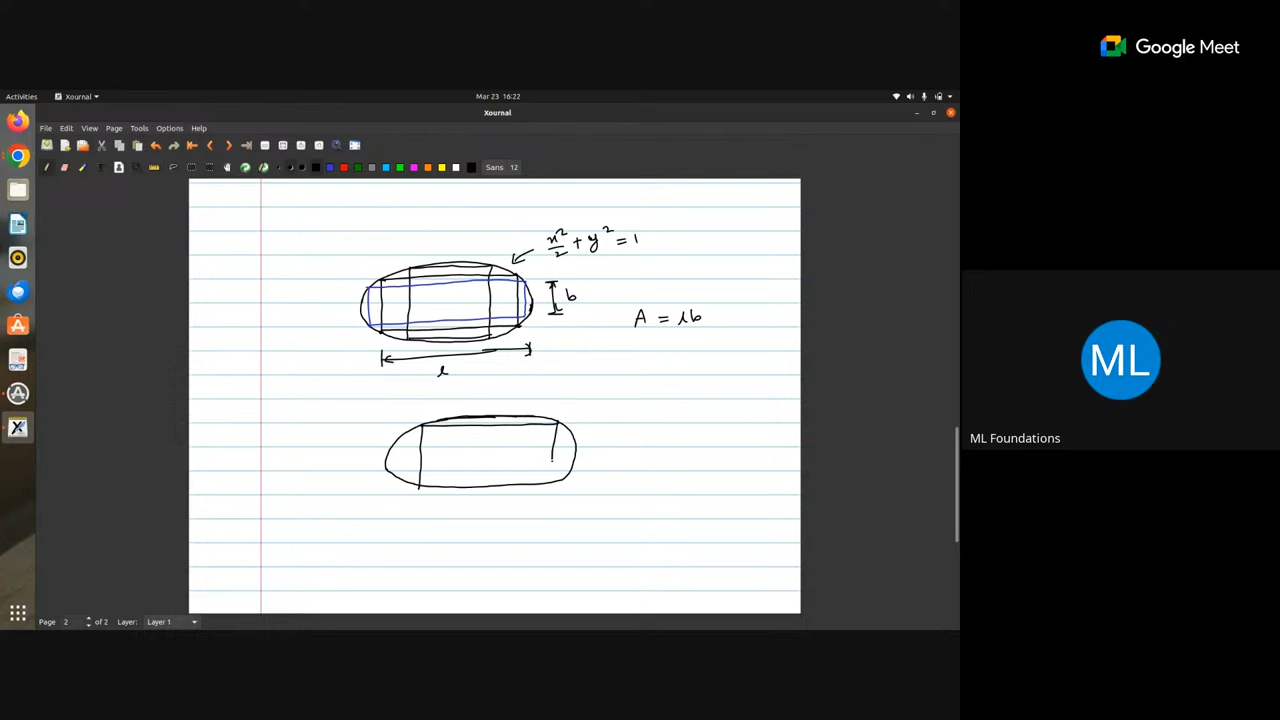 Google Meet
Activities Xournal Mar 23 16:22
Xournal
File Edit View Page Tools Options Help
Sans 12
x²/2 + y² = 1
b
A = lb
l
ML
ML Foundations
Page 2 of 2 Layer: Layer 1